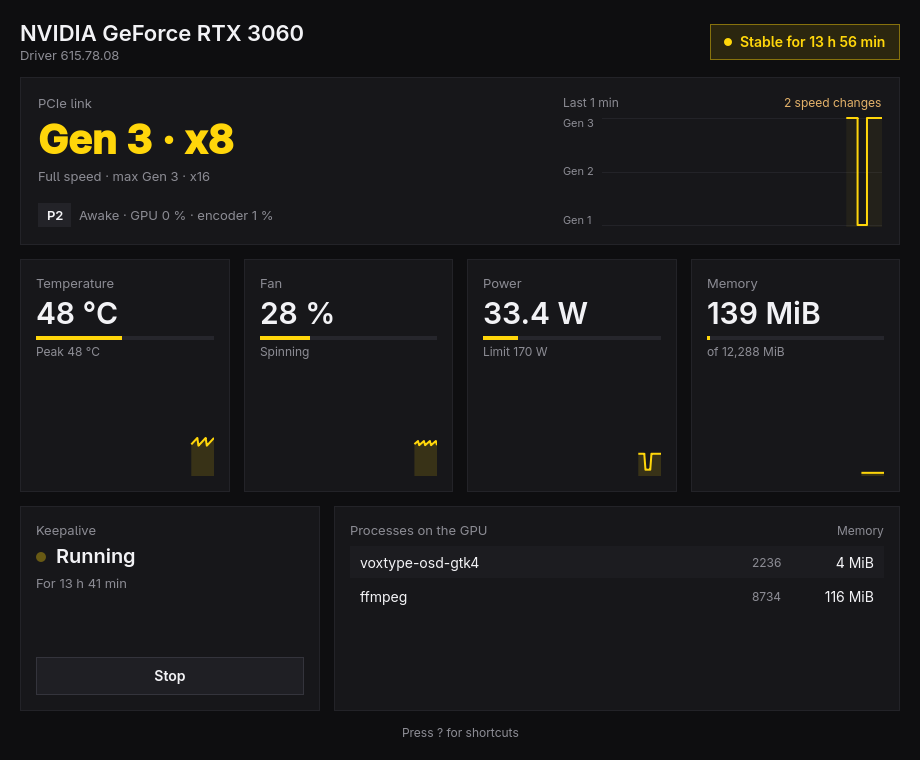 NVIDIA GeForce RTX 3060
Driver 615.78.08
Stable for 13 h 56 min
PCIe link
Gen 3 · x8
Full speed · max Gen 3 · x16
P2 Awake · GPU 0 % · encoder 1 %
Last 1 min 2 speed changes
Gen 3
Gen 2
Gen 1
Temperature
48 °C
Peak 48 °C
Fan
28 %
Spinning
Power
33.4 W
Limit 170 W
Memory
139 MiB
of 12,288 MiB
Keepalive
Running
For 13 h 41 min
Stop
Processes on the GPU Memory
voxtype-osd-gtk4 2236 4 MiB
ffmpeg 8734 116 MiB
Press ? for shortcuts